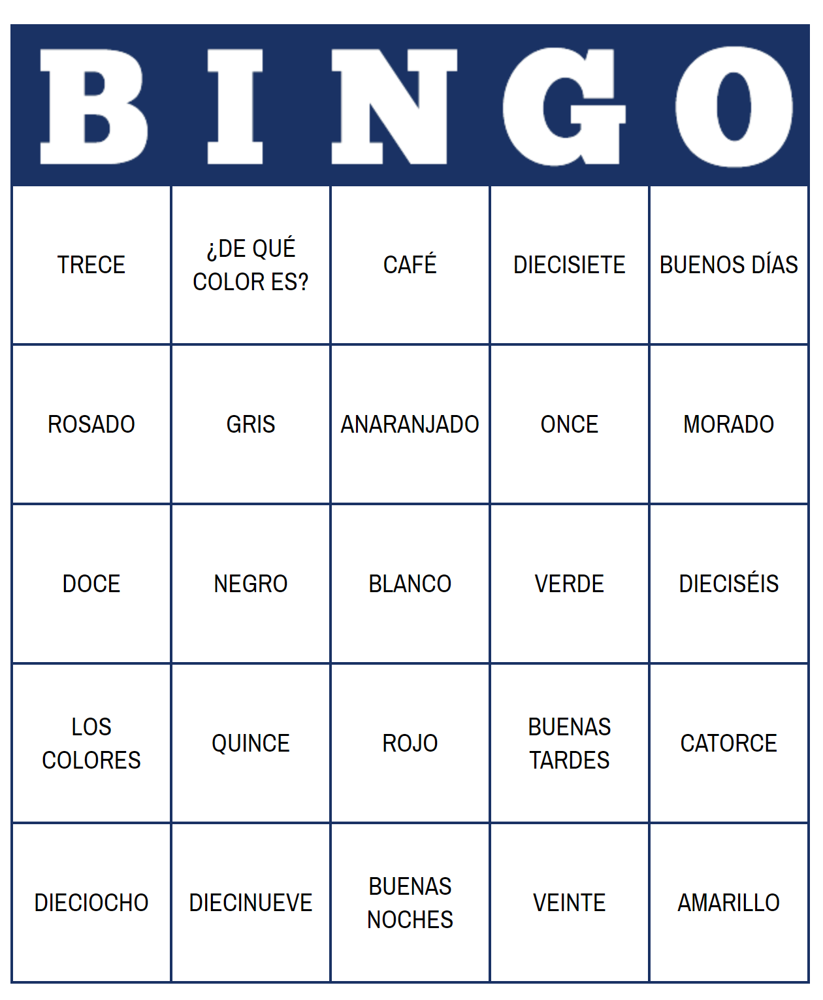 BINGO
TRECE
¿DE QUÉ
COLOR ES?
CAFÉ
DIECISIETE
BUENOS DÍAS
ROSADO
GRIS
ANARANJADO
ONCE
MORADO
DOCE
NEGRO
BLANCO
VERDE
DIECISÉIS
LOS
COLORES
QUINCE
ROJO
BUENAS
TARDES
CATORCE
DIECIOCHO
DIECINUEVE
BUENAS
NOCHES
VEINTE
AMARILLO